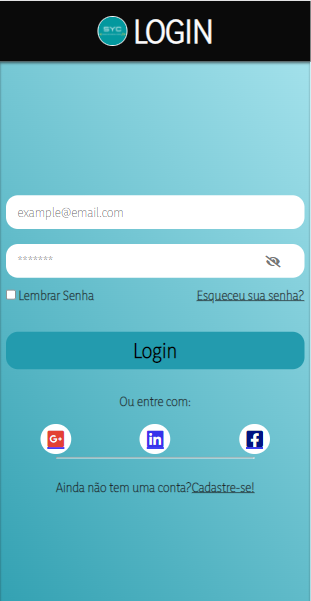 SYC LOGIN
example@email.com
*******
Lembrar Senha Esqueceu sua senha?
Login
Ou entre com:
G+ in f
Ainda não tem uma conta?Cadastre-se!